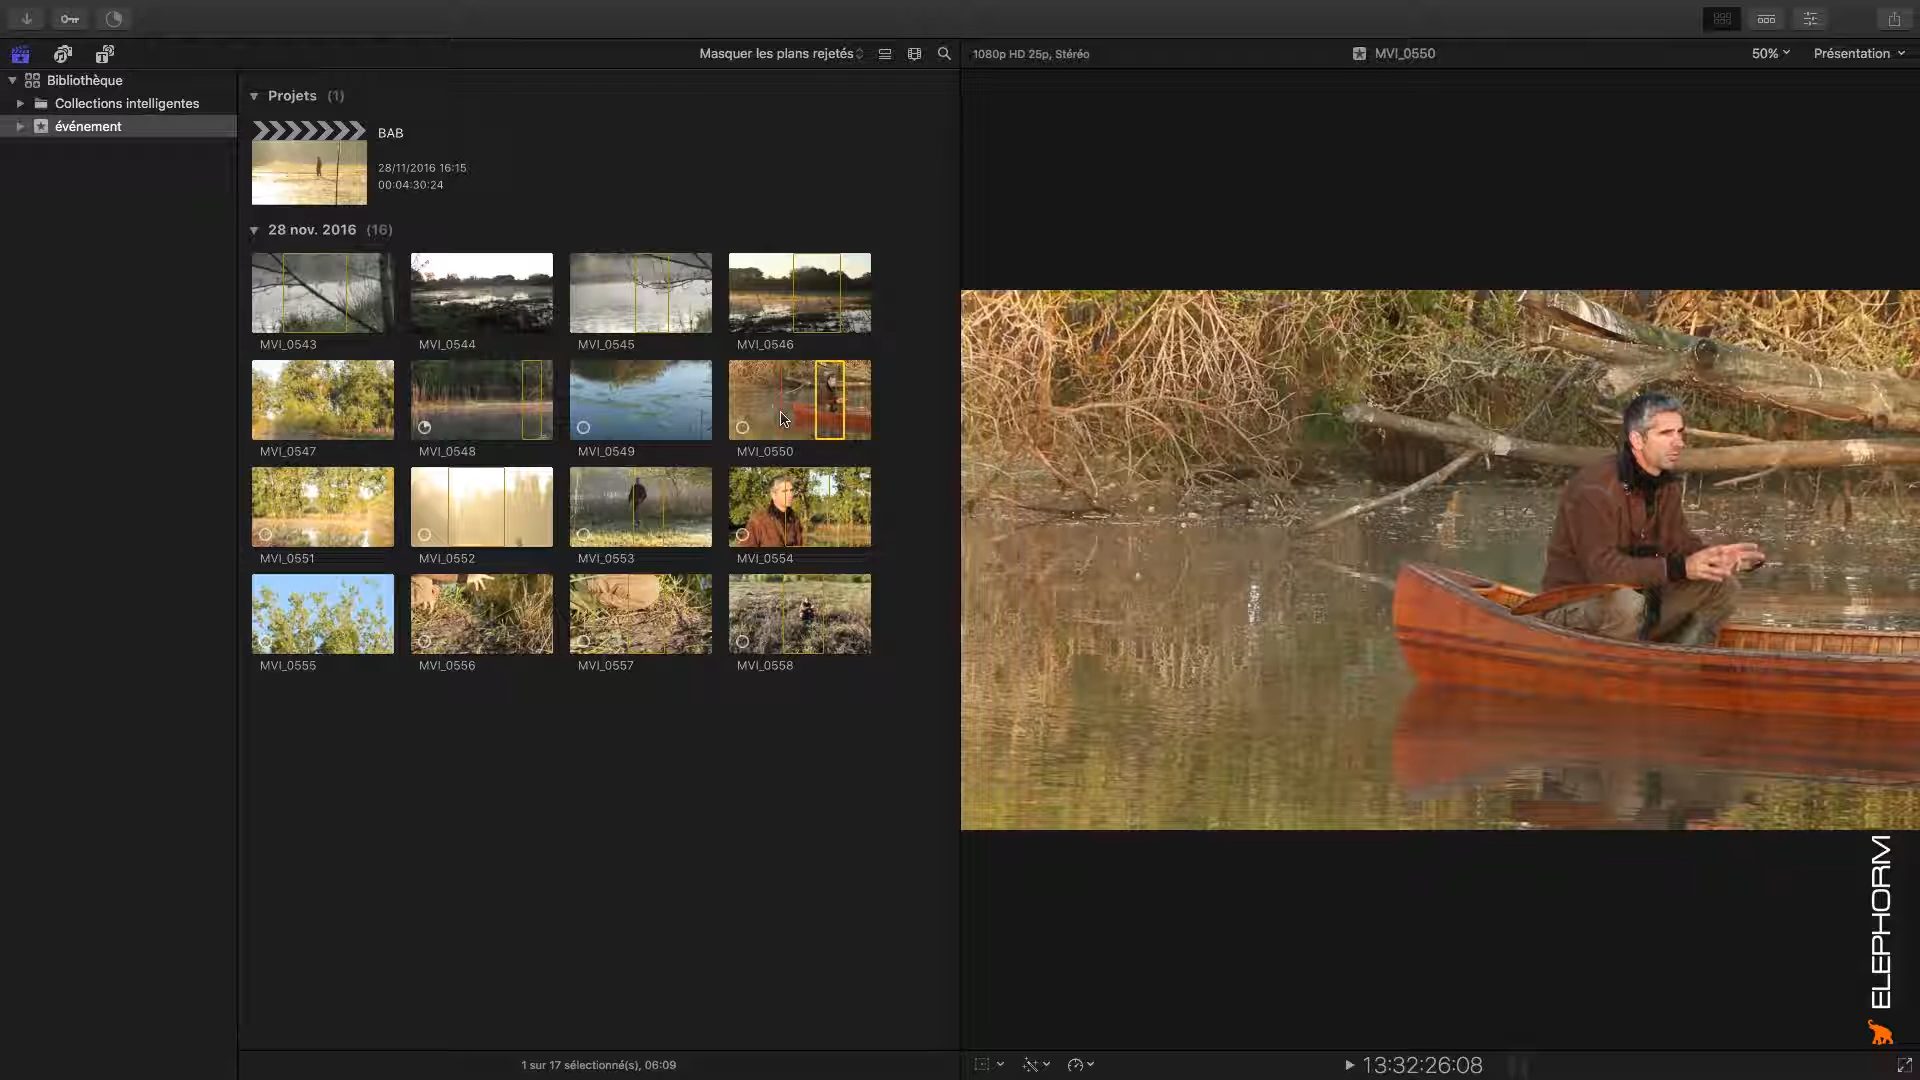 Masquer les plans rejetés
1080p HD 25p, Stéréo
MVI_0550
50%
Présentation
Bibliothèque
Collections intelligentes
événement
Projets (1)
BAB
28/11/2016 16:15
00:04:30:24
28 nov. 2016 (16)
MVI_0543
MVI_0544
MVI_0545
MVI_0546
MVI_0547
MVI_0548
MVI_0549
MVI_0550
MVI_0551
MVI_0552
MVI_0553
MVI_0554
MVI_0555
MVI_0556
MVI_0557
MVI_0558
ELEPHORM
1 sur 17 sélectionné(s), 06:09
13:32:26:08